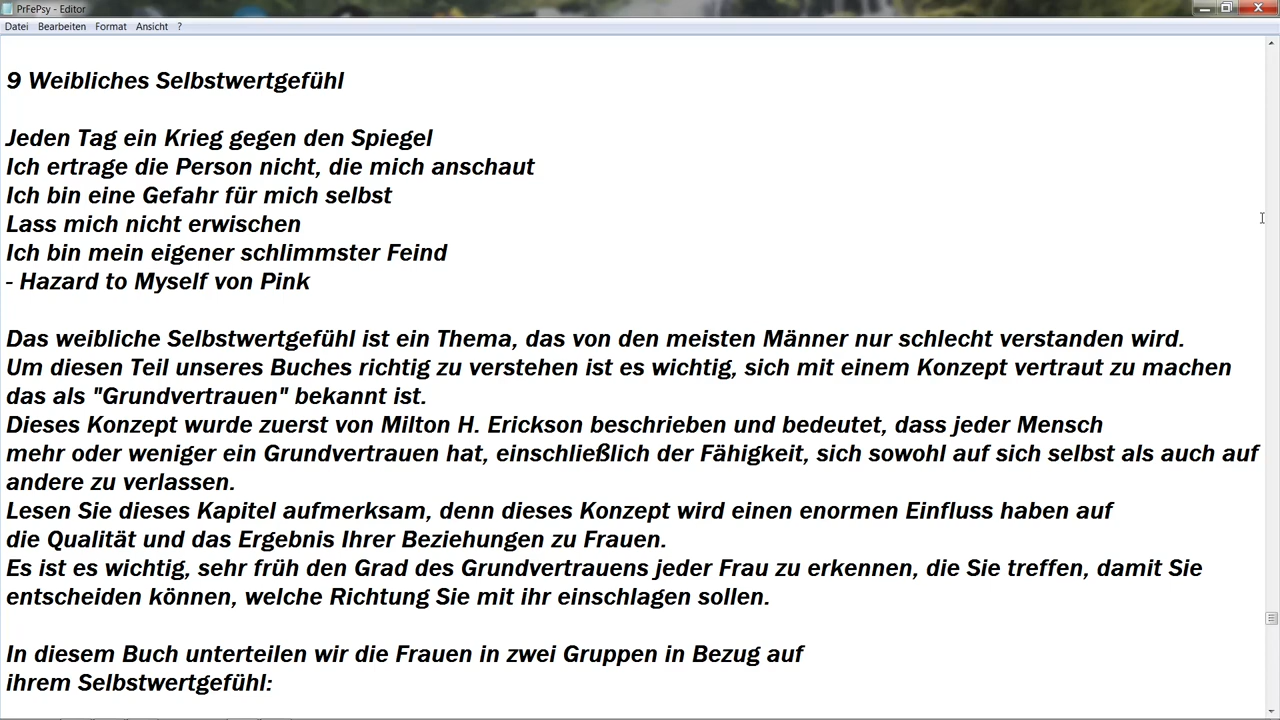 PrFePsy - Editor
Datei Bearbeiten Format Ansicht ?
9 Weibliches Selbstwertgefühl
Jeden Tag ein Krieg gegen den Spiegel
Ich ertrage die Person nicht, die mich anschaut
Ich bin eine Gefahr für mich selbst
Lass mich nicht erwischen
Ich bin mein eigener schlimmster Feind
- Hazard to Myself von Pink
Das weibliche Selbstwertgefühl ist ein Thema, das von den meisten Männer nur schlecht verstanden wird.
Um diesen Teil unseres Buches richtig zu verstehen ist es wichtig, sich mit einem Konzept vertraut zu machen
das als "Grundvertrauen" bekannt ist.
Dieses Konzept wurde zuerst von Milton H. Erickson beschrieben und bedeutet, dass jeder Mensch
mehr oder weniger ein Grundvertrauen hat, einschließlich der Fähigkeit, sich sowohl auf sich selbst als auch auf
andere zu verlassen.
Lesen Sie dieses Kapitel aufmerksam, denn dieses Konzept wird einen enormen Einfluss haben auf
die Qualität und das Ergebnis Ihrer Beziehungen zu Frauen.
Es ist es wichtig, sehr früh den Grad des Grundvertrauens jeder Frau zu erkennen, die Sie treffen, damit Sie
entscheiden können, welche Richtung Sie mit ihr einschlagen sollen.
In diesem Buch unterteilen wir die Frauen in zwei Gruppen in Bezug auf
ihrem Selbstwertgefühl: